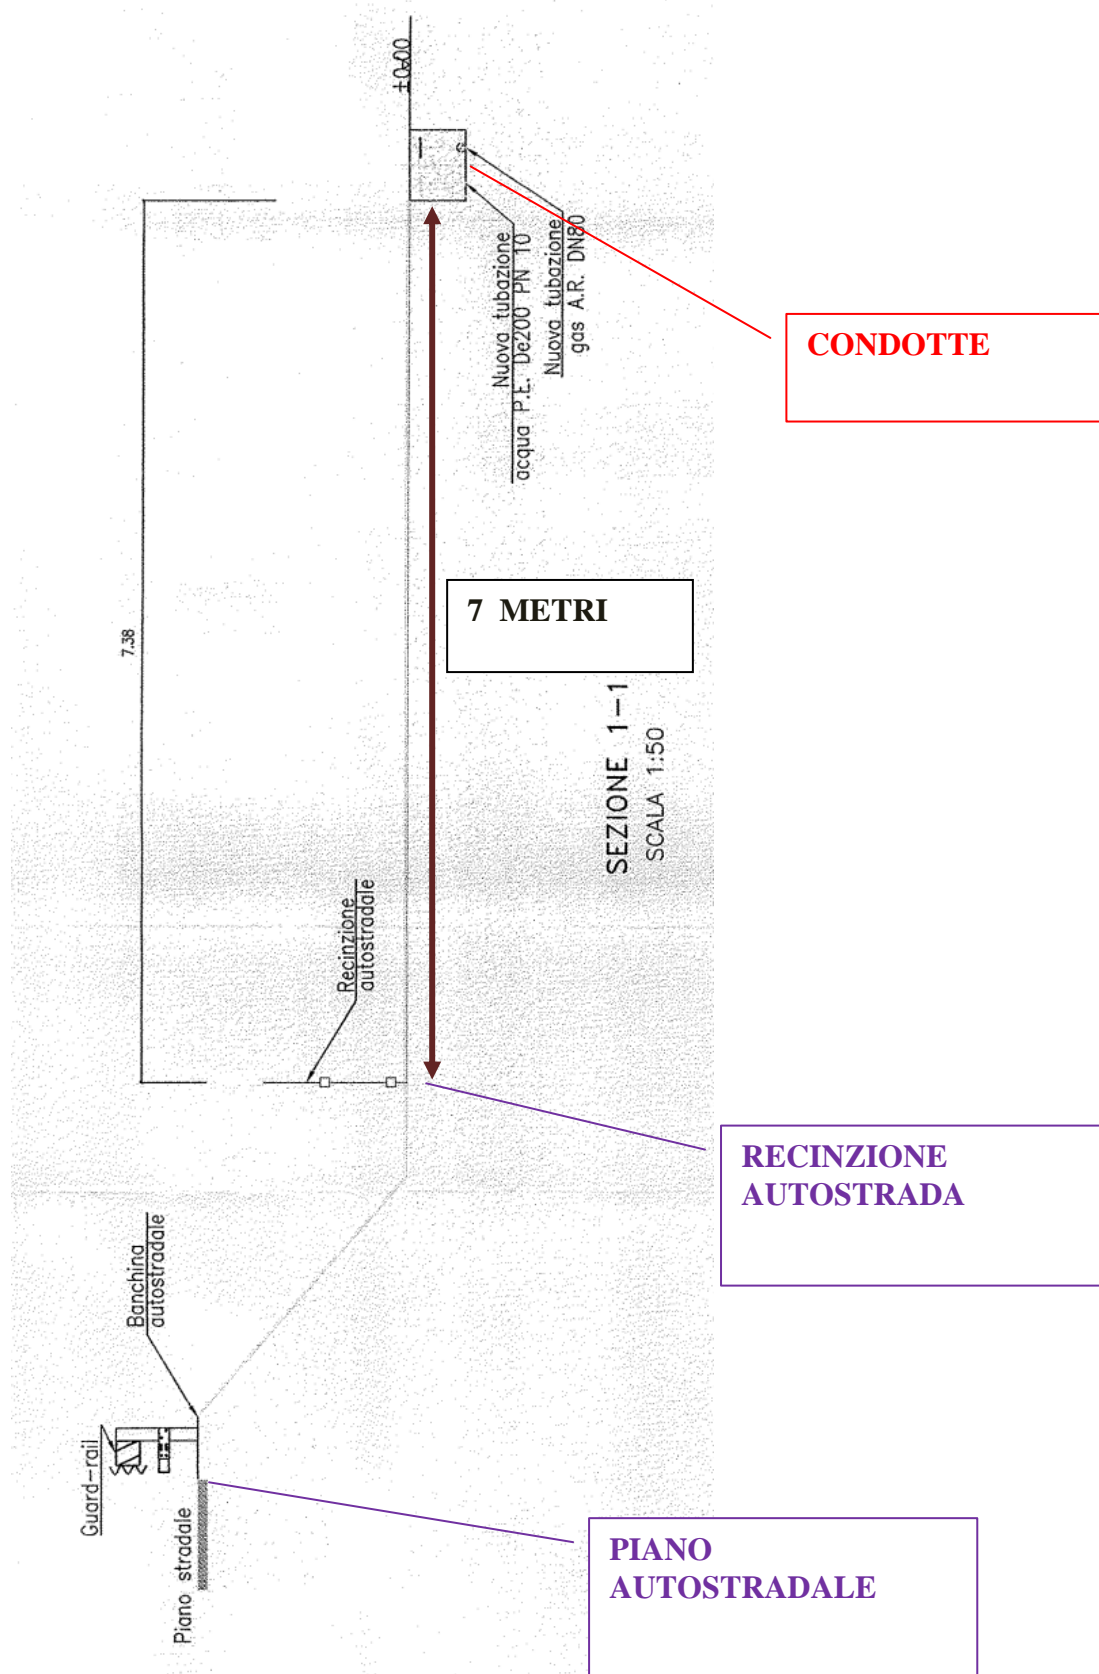 ±0.00
Nuova tubazione
acqua P.E. De200 PN 10
Nuova tubazione
gas A.R. DN80
CONDOTTE
7 METRI
7.38
SEZIONE 1-1
SCALA 1:50
Recinzione
autostradale
RECINZIONE
AUTOSTRADA
Banchina
autostradale
Guard-rail
Piano stradale
PIANO
AUTOSTRADALE